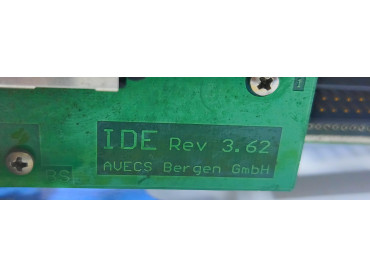 IDE Rev 3.62
AVECS Bergen GmbH